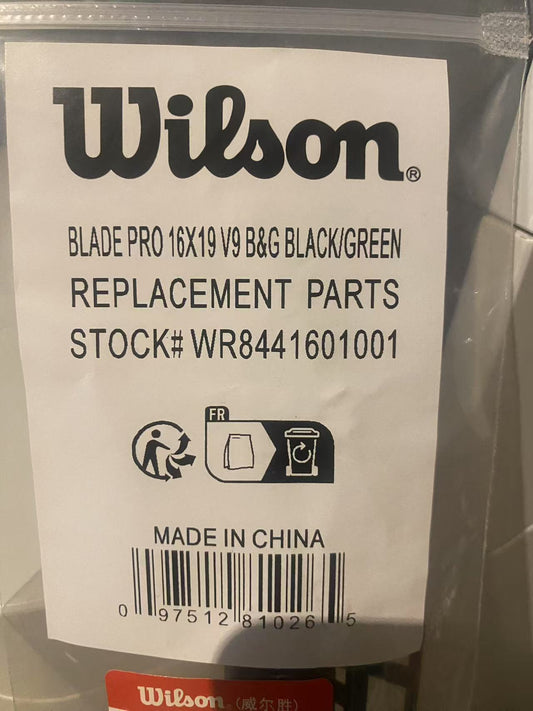 Wilson®
BLADE PRO 16X19 V9 B&G BLACK/GREEN
REPLACEMENT PARTS
STOCK# WR8441601001
FR
MADE IN CHINA
0 97512 81026 5
Wilson (威尔胜)